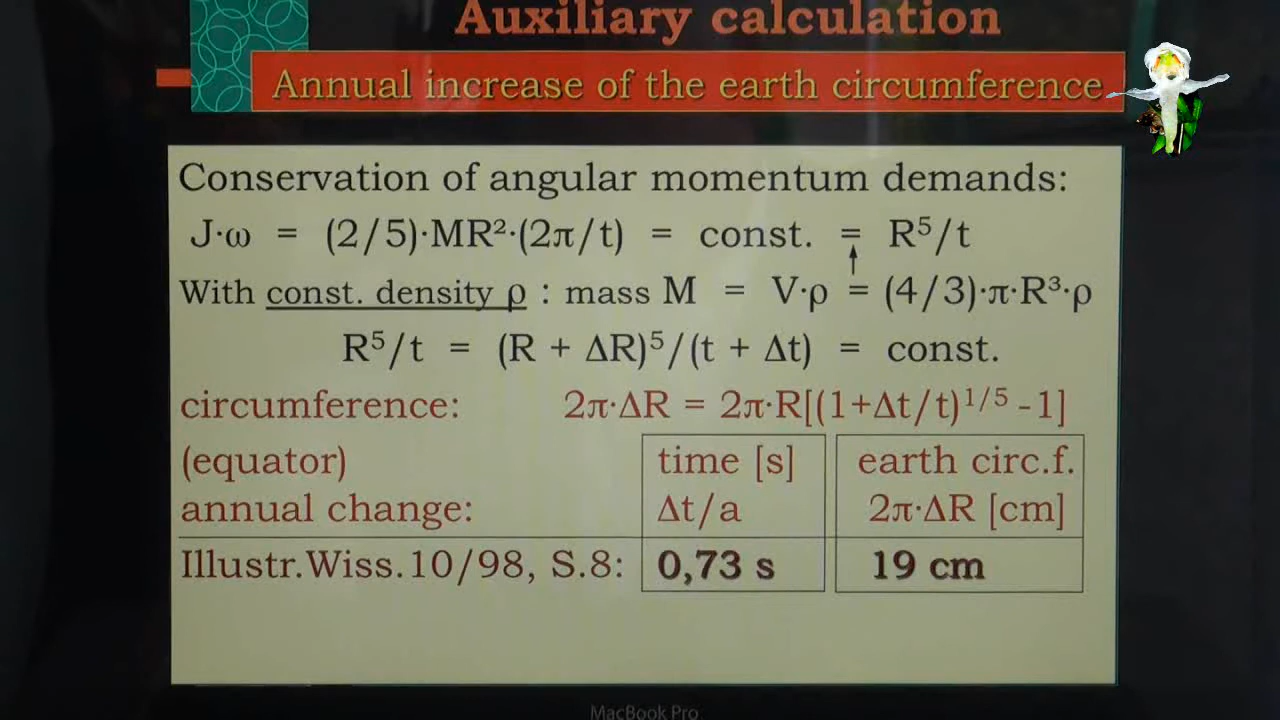 Auxiliary calculation
Annual increase of the earth circumference
Conservation of angular momentum demands:
J·ω = (2/5)·MR²·(2π/t) = const. = R⁵/t
With const. density ρ : mass M = V·ρ = (4/3)·π·R³·ρ
R⁵/t = (R + ΔR)⁵/(t + Δt) = const.
circumference: 2π·ΔR = 2π·R[(1+Δt/t)¹/⁵ -1]
(equator) time [s] earth circ.f.
annual change: Δt/a 2π·ΔR [cm]
Illustr.Wiss.10/98, S.8: 0,73 s 19 cm
MacBook Pro